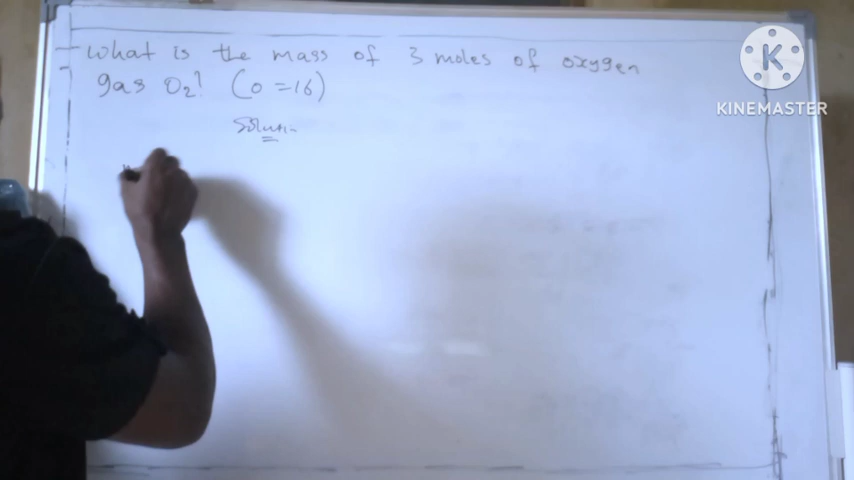 What is the mass of 3 moles of oxygen
gas O₂? (O = 16)
Solution
KINEMASTER